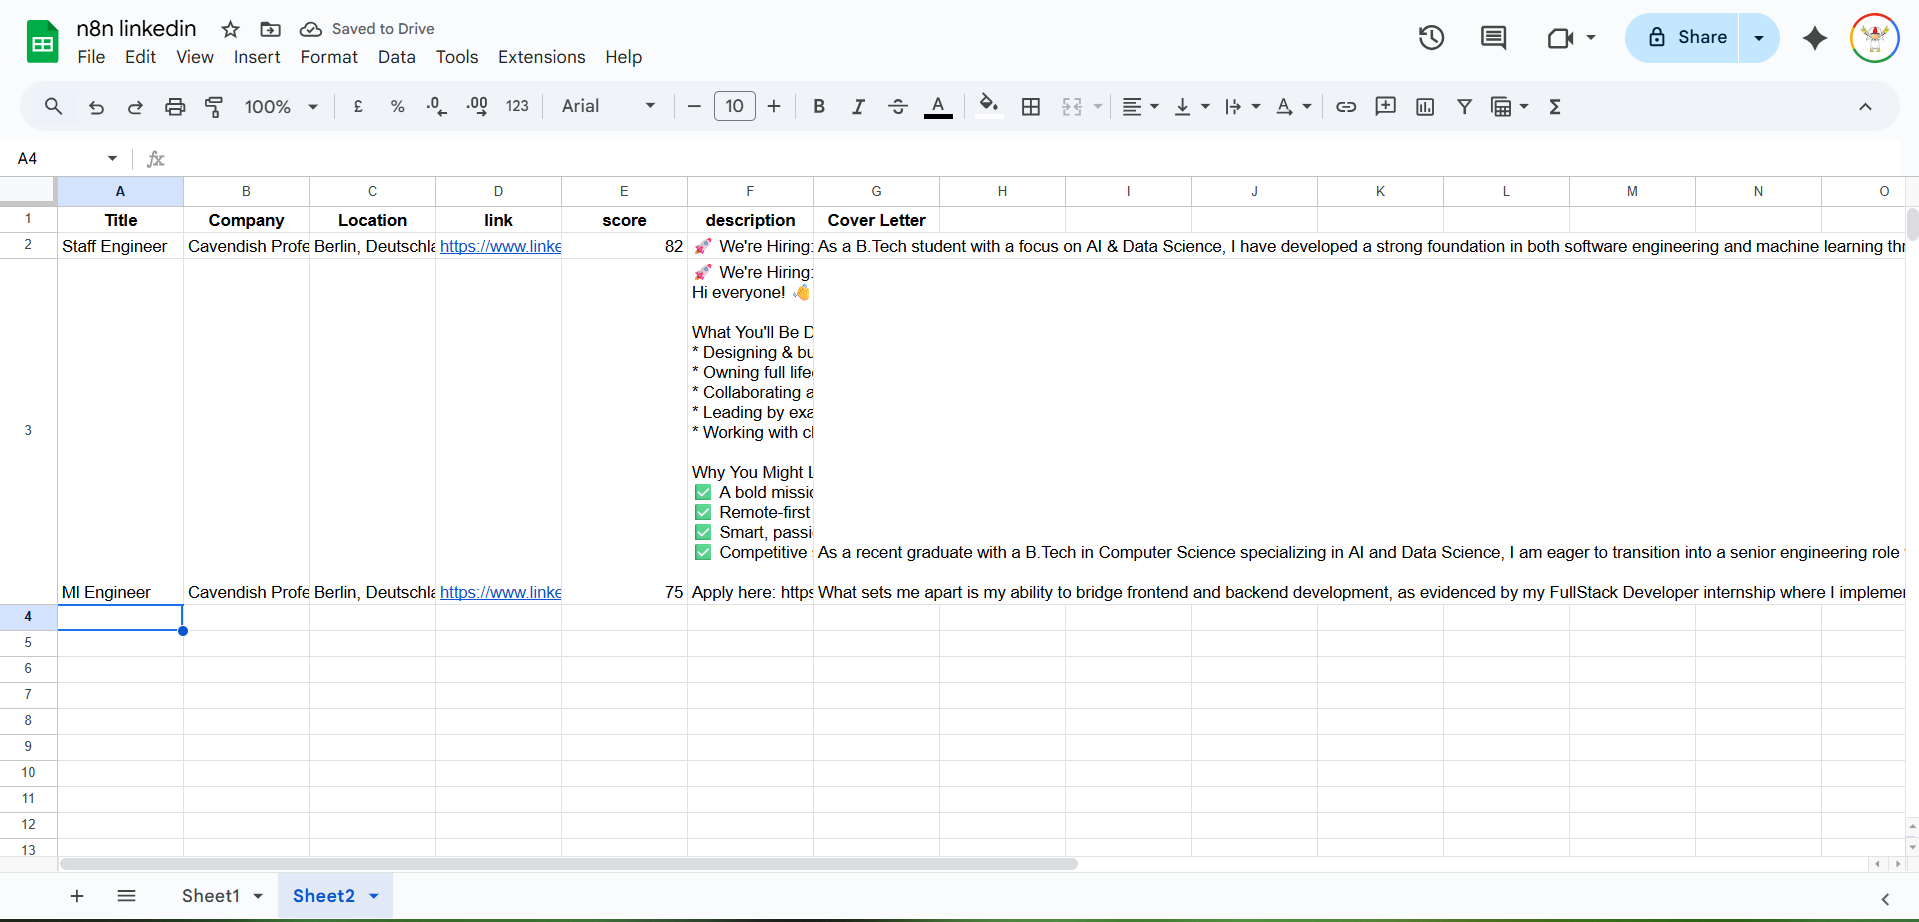 n8n linkedin
Saved to Drive
File Edit View Insert Format Data Tools Extensions Help
Share
100% £ % .0 .00 123 Arial 10 B I A Σ
A4 fx
A B C D E F G H I J K L M N O
1 Title Company Location link score description Cover Letter
2 Staff Engineer Cavendish Profe Berlin, Deutschla https://www.linke 82 🚀 We're Hiring: As a B.Tech student with a focus on AI & Data Science, I have developed a strong foundation in both software engineering and machine learning thr
🚀 We're Hiring:
Hi everyone! 👋
What You'll Be D
* Designing & bu
* Owning full life
* Collaborating a
* Leading by exa
3
* Working with cl
Why You Might L
✅ A bold missio
✅ Remote-first
✅ Smart, passi
✅ Competitive As a recent graduate with a B.Tech in Computer Science specializing in AI and Data Science, I am eager to transition into a senior engineering role
Ml Engineer Cavendish Profe Berlin, Deutschla https://www.linke 75 Apply here: https What sets me apart is my ability to bridge frontend and backend development, as evidenced by my FullStack Developer internship where I implemen
4
5
6
7
8
9
10
11
12
13
Sheet1 Sheet2